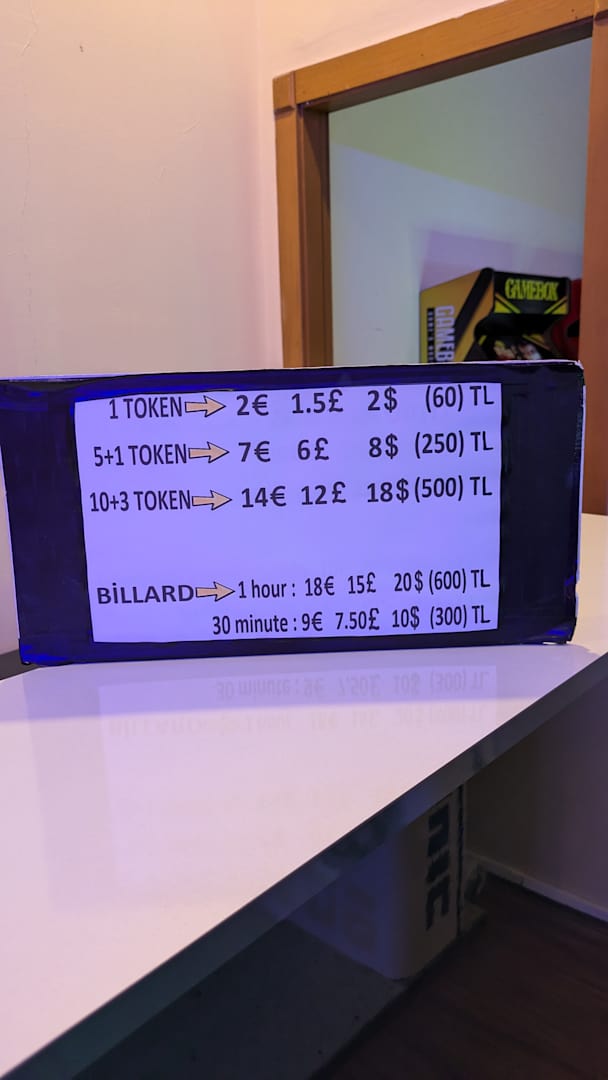 GAMEBOX
1 TOKEN 2€ 1.5£ 2$ (60) TL
5+1 TOKEN 7€ 6£ 8$ (250) TL
10+3 TOKEN 14€ 12£ 18$ (500) TL
BİLLARD 1 hour : 18€ 15£ 20$ (600) TL
30 minute : 9€ 7.50£ 10$ (300) TL